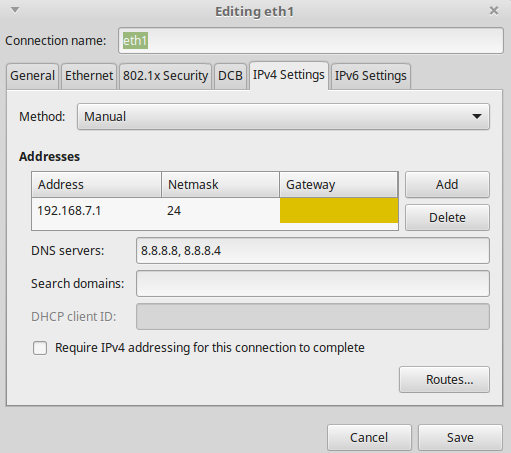 Editing eth1
Connection name: eth1
General Ethernet 802.1x Security DCB IPv4 Settings IPv6 Settings
Method: Manual
Addresses
Address Netmask Gateway Add
192.168.7.1 24 Delete
DNS servers: 8.8.8.8, 8.8.8.4
Search domains:
DHCP client ID:
Require IPv4 addressing for this connection to complete
Routes...
Cancel Save